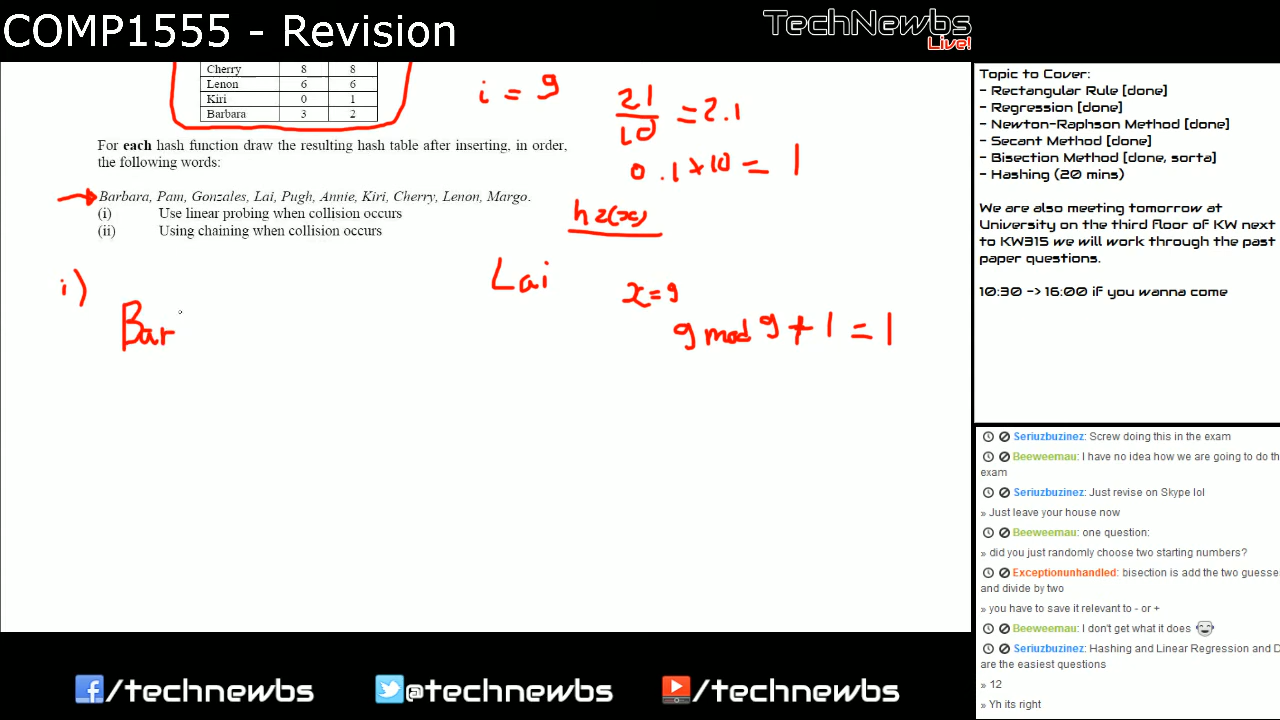 COMP1555 - Revision
TechNewbs
Live!
Cherry 8 8
Lenon 6 6
Kiri 0 1
Barbara 3 2
i = 9
21/10 = 2.1
0.1 x 10 = 1
For each hash function draw the resulting hash table after inserting, in order,
the following words:
Barbara, Pam, Gonzales, Lai, Pugh, Annie, Kiri, Cherry, Lenon, Margo.
(i) Use linear probing when collision occurs
(ii) Using chaining when collision occurs
h2(x)
Lai
i)
x=9
Bar
9 mod 9 + 1 = 1
Topic to Cover:
- Rectangular Rule [done]
- Regression [done]
- Newton-Raphson Method [done]
- Secant Method [done]
- Bisection Method [done, sorta]
- Hashing (20 mins)
We are also meeting tomorrow at
University on the third floor of KW next
to KW315 we will work through the past
paper questions.
10:30 -> 16:00 if you wanna come
Seriuzbuzinez: Screw doing this in the exam
Beeweemau: I have no idea how we are going to do th
exam
Seriuzbuzinez: Just revise on Skype lol
» Just leave your house now
Beeweemau: one question:
» did you just randomly choose two starting numbers?
Exceptionunhandled: bisection is add the two guesse
and divide by two
» you have to save it relevant to - or +
Beeweemau: I don't get what it does
Seriuzbuzinez: Hashing and Linear Regression and D
are the easiest questions
» 12
» Yh its right
/technewbs
@technewbs
/technewbs